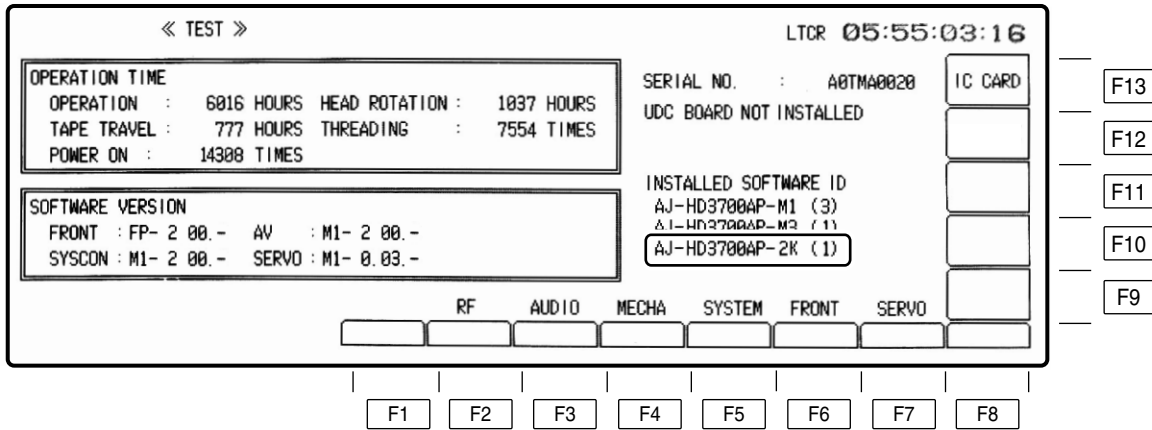 ≪ TEST ≫
LTCR 05:55:03:16
OPERATION TIME
OPERATION : 6016 HOURS HEAD ROTATION : 1037 HOURS
TAPE TRAVEL : 777 HOURS THREADING : 7554 TIMES
POWER ON : 14308 TIMES
SERIAL NO. : A0TMA0020
UDC BOARD NOT INSTALLED
IC CARD
SOFTWARE VERSION
FRONT : FP- 2 00.- AV : M1- 2 00.-
SYSCON : M1- 2 00.- SERVO : M1- 0.03.-
INSTALLED SOFTWARE ID
AJ-HD3700AP-M1 (3)
AJ-HD3700AP-M3 (1)
AJ-HD3700AP-2K (1)
RF AUDIO MECHA SYSTEM FRONT SERVO
F13
F12
F11
F10
F9
F1 F2 F3 F4 F5 F6 F7 F8